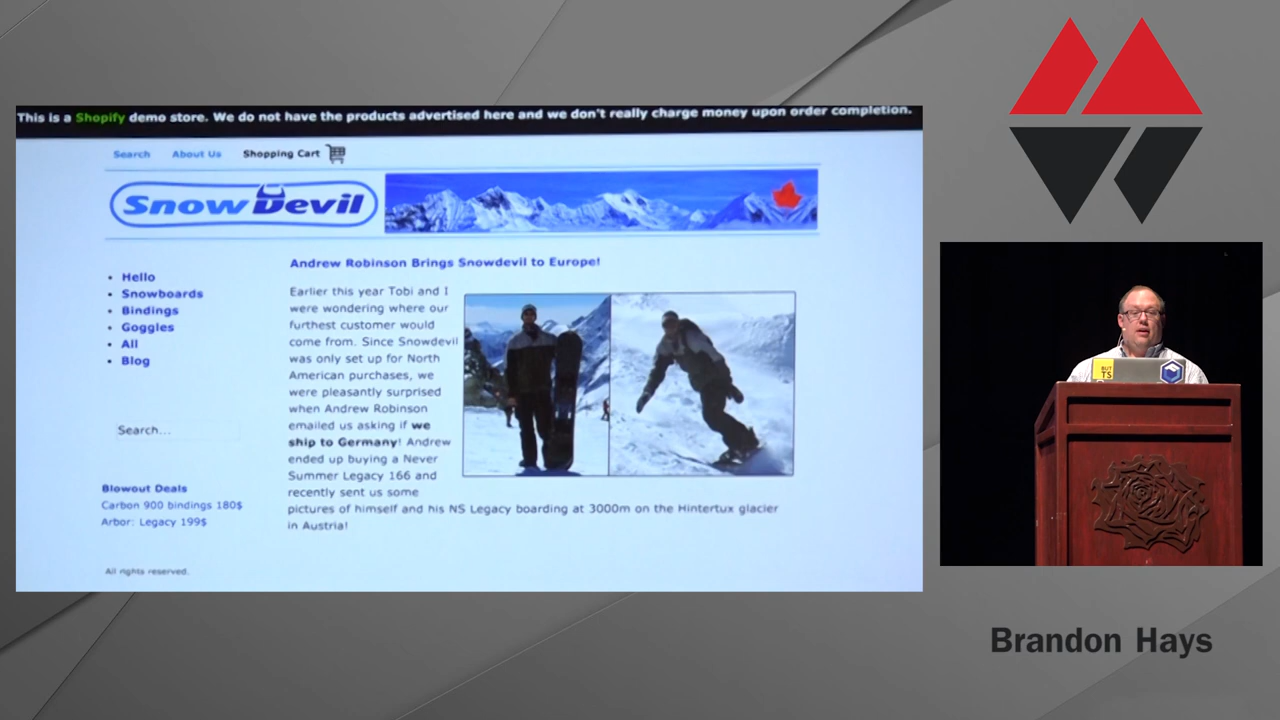 This is a Shopify demo store. We do not have the products advertised here and we don't really charge money upon order completion.
Search About Us Shopping Cart
SnowDevil
Hello
Snowboards
Bindings
Goggles
All
Blog
Search...
Blowout Deals
Carbon 900 bindings 180$
Arbor: Legacy 199$
All rights reserved.
Andrew Robinson Brings Snowdevil to Europe!
Earlier this year Tobi and I
were wondering where our
furthest customer would
come from. Since Snowdevil
was only set up for North
American purchases, we
were pleasantly surprised
when Andrew Robinson
emailed us asking if we
ship to Germany! Andrew
ended up buying a Never
Summer Legacy 166 and
recently sent us some
pictures of himself and his NS Legacy boarding at 3000m on the Hintertux glacier
in Austria!
BUT
TS
Brandon Hays